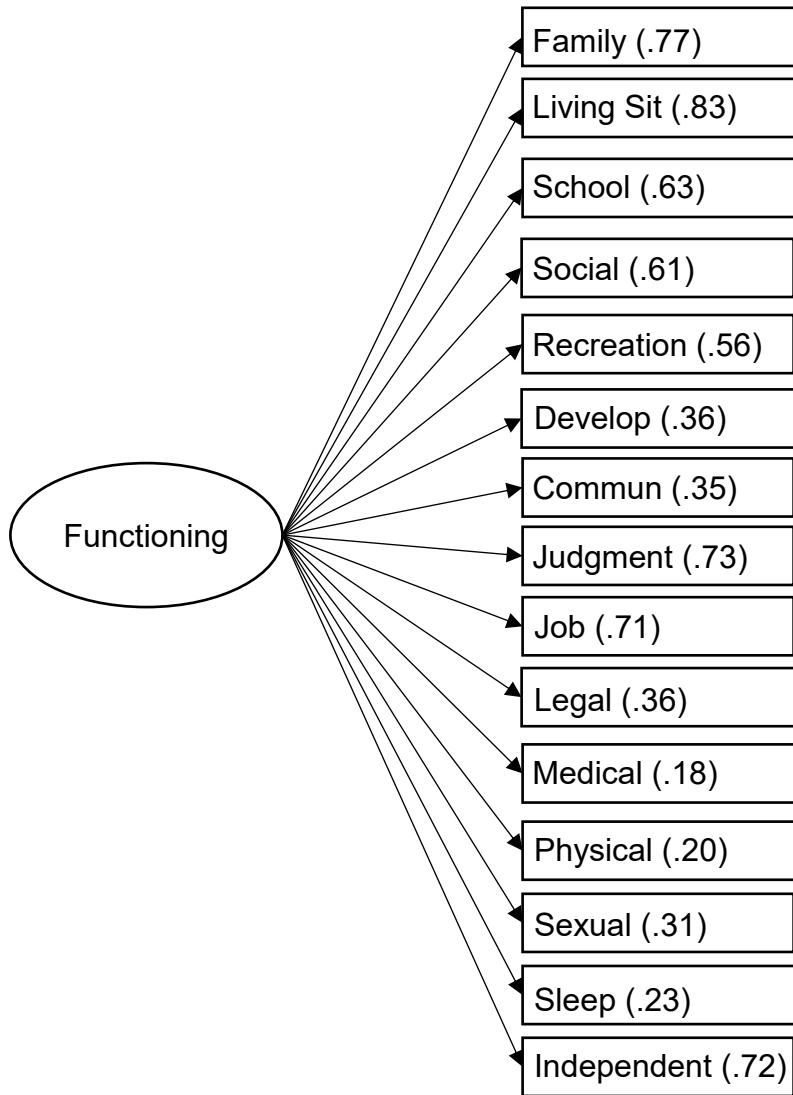 Family (.77)
Living Sit (.83)
School (.63)
Social (.61)
Recreation (.56)
Develop (.36)
Commun (.35)
Functioning
Judgment (.73)
Job (.71)
Legal (.36)
Medical (.18)
Physical (.20)
Sexual (.31)
Sleep (.23)
Independent (.72)